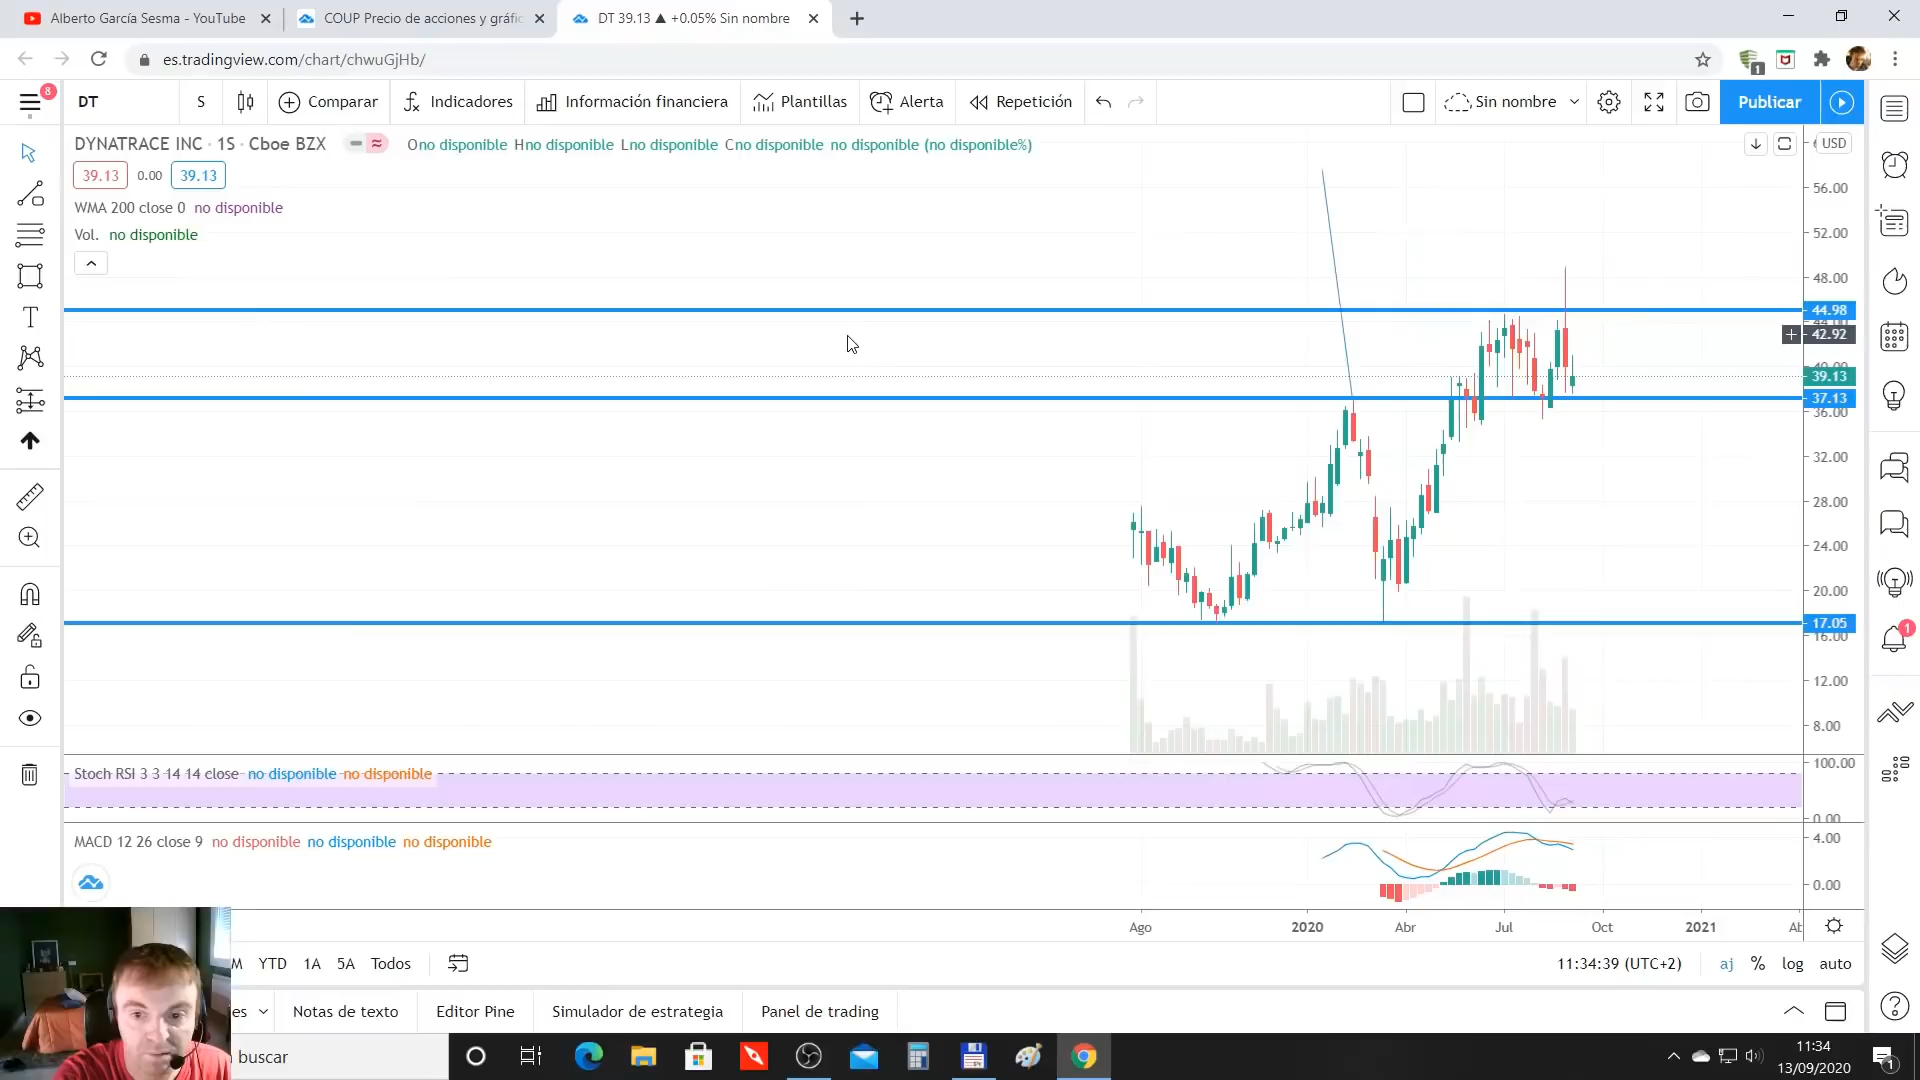 Alberto García Sesma - YouTube
COUP Precio de acciones y gráfic
DT 39.13 ▲ +0.05% Sin nombre
es.tradingview.com/chart/chwuGjHb/
1
8
DT
S
Comparar
Indicadores
Información financiera
Plantillas
Alerta
Repetición
Sin nombre
Publicar
DYNATRACE INC · 1S · Cboe BZX
Ono disponible Hno disponible Lno disponible Cno disponible no disponible (no disponible%)
USD
39.13 0.00 39.13
WMA 200 close 0 no disponible
Vol. no disponible
56.00
52.00
48.00
44.98
42.92
40.00
39.13
37.13
36.00
32.00
28.00
24.00
20.00
17.05
16.00
12.00
8.00
1
Stoch RSI 3 3 14 14 close no disponible no disponible
100.00
0.00
MACD 12 26 close 9 no disponible no disponible no disponible
4.00
0.00
Ago 2020 Abr Jul Oct 2021
M YTD 1A 5A Todos
11:34:39 (UTC+2)
aj % log auto
es
Notas de texto
Editor Pine
Simulador de estrategia
Panel de trading
buscar
11:34
13/09/2020
1